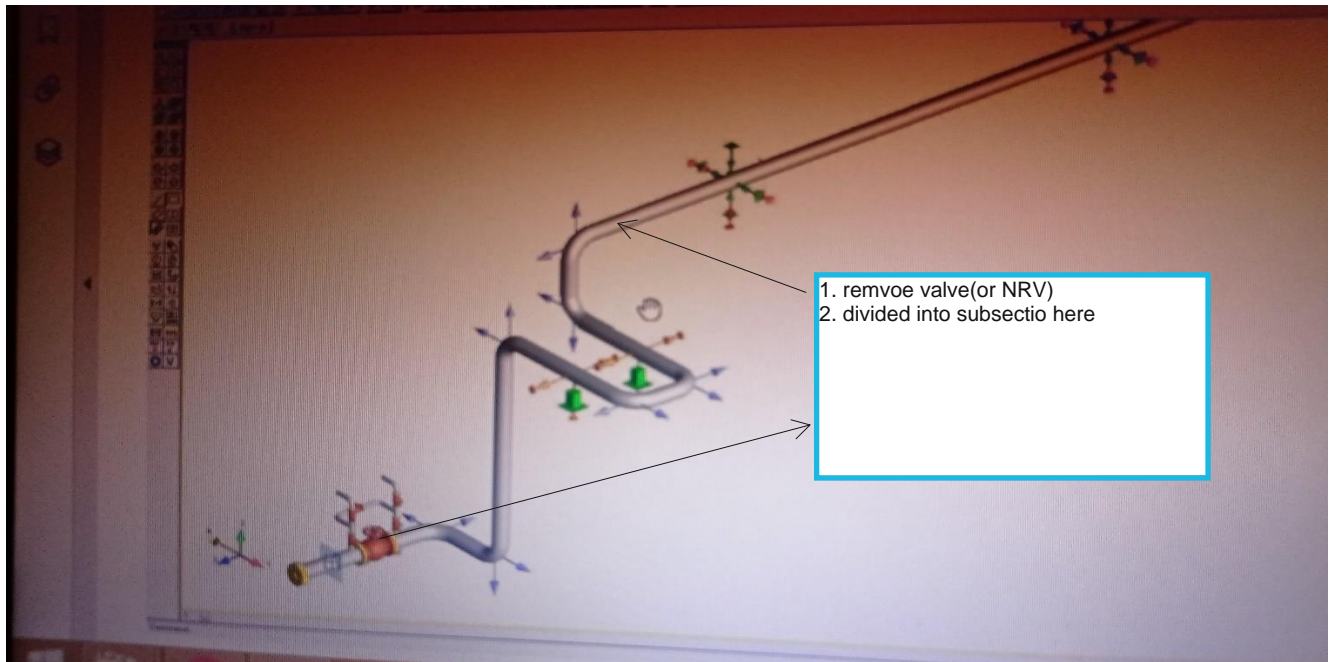 1. remvoe valve(or NRV)
2. divided into subsectio here